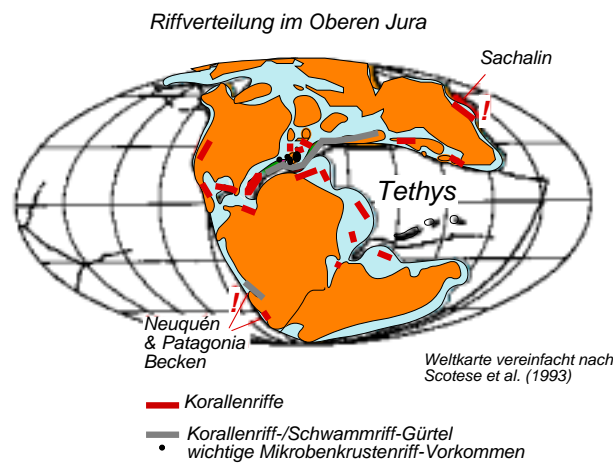 Riffverteilung im Oberen Jura
Sachalin
!
Tethys
!
Neuquén
& Patagonia
Becken
Weltkarte vereinfacht nach
Scotese et al. (1993)
Korallenriffe
Korallenriff-/Schwammriff-Gürtel
wichtige Mikrobenkrustenriff-Vorkommen